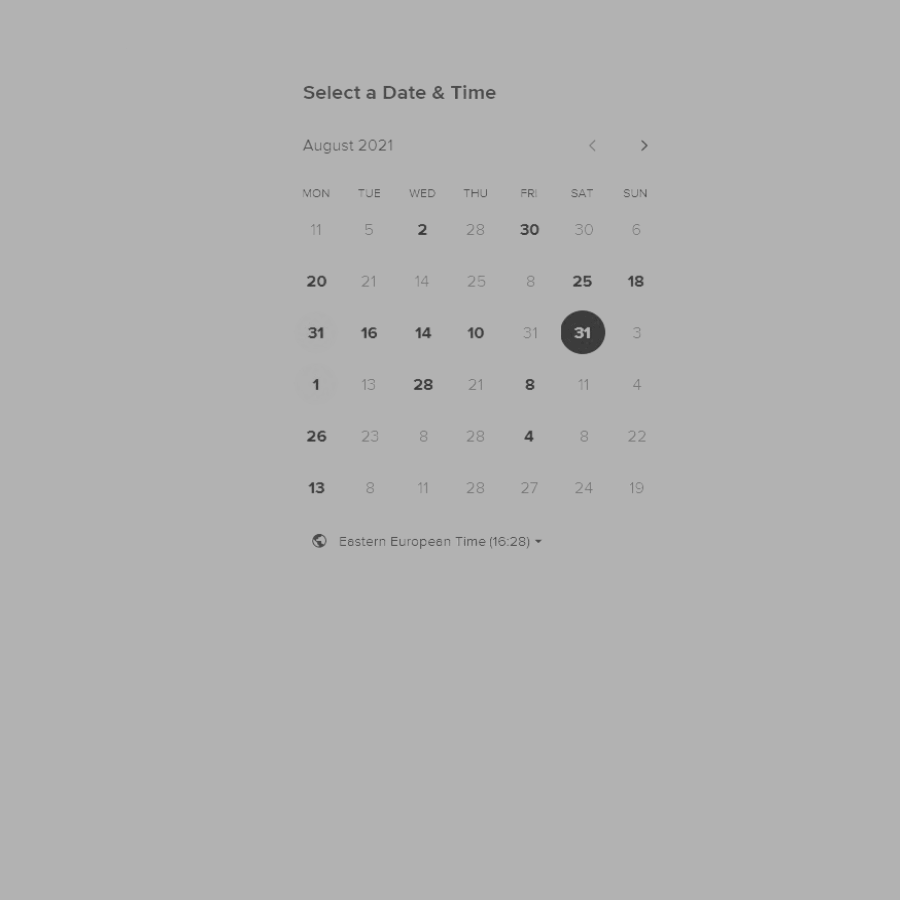 Select a Date & Time
August 2021
MON TUE WED THU FRI SAT SUN
11 5 2 28 30 30 6
20 21 14 25 8 25 18
31 16 14 10 31 31 3
1 13 28 21 8 11 4
26 23 8 28 4 8 22
13 8 11 28 27 24 19
Eastern European Time (16:28)